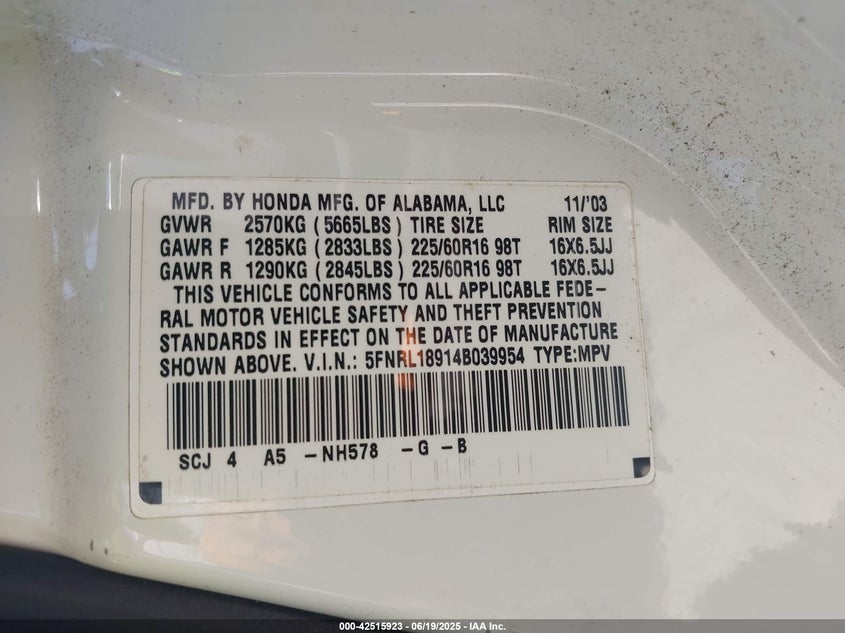 MFD. BY HONDA MFG. OF ALABAMA, LLC 11/'03
GVWR 2570KG (5665LBS) TIRE SIZE RIM SIZE
GAWR F 1285KG (2833LBS) 225/60R16 98T 16X6.5JJ
GAWR R 1290KG (2845LBS) 225/60R16 98T 16X6.5JJ
THIS VEHICLE CONFORMS TO ALL APPLICABLE FEDE-
RAL MOTOR VEHICLE SAFETY AND THEFT PREVENTION
STANDARDS IN EFFECT ON THE DATE OF MANUFACTURE
SHOWN ABOVE. V.I.N.: 5FNRL18914B039954 TYPE:MPV
SCJ 4 A5 -NH578 -G -B
000-42515923 - 06/19/2025 - IAA Inc.